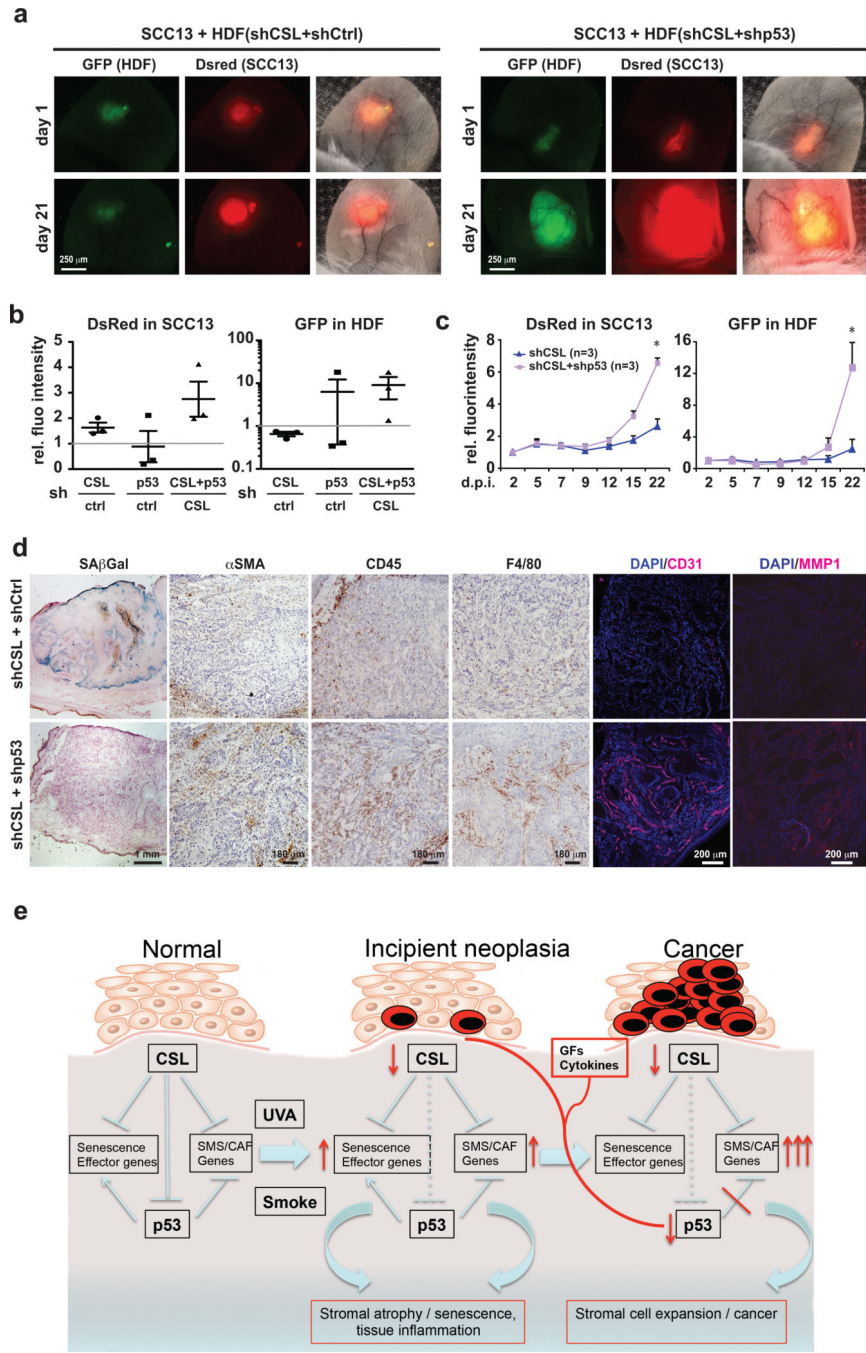 a
SCC13 + HDF(shCSL+shCtrl)
SCC13 + HDF(shCSL+shp53)
GFP (HDF) Dsred (SCC13)
GFP (HDF) Dsred (SCC13)
day 1
day 1
day 21
day 21
250 μm
250 μm
b
DsRed in SCC13
GFP in HDF
rel. fluo intensity
5
4
3
2
1
0
100
10
1
0.1
sh
CSL p53 CSL+p53
ctrl ctrl CSL
CSL p53 CSL+p53
ctrl ctrl CSL
c
DsRed in SCC13
GFP in HDF
rel. fluorintensity
shCSL (n=3)
shCSL+shp53 (n=3)
*
*
8
6
4
2
0
16
12
8
4
0
d.p.i. 2 5 7 9 12 15 22
2 5 7 9 12 15 22
d
SAβGal αSMA CD45 F4/80 DAPI/CD31 DAPI/MMP1
shCSL + shCtrl
shCSL + shp53
1 mm
180 μm
180 μm
180 μm
200 μm
200 μm
e
Normal
Incipient neoplasia
Cancer
CSL
CSL
CSL
GFs
Cytokines
UVA
Smoke
Senescence
Effector genes
SMS/CAF
Genes
Senescence
Effector genes
SMS/CAF
Genes
Senescence
Effector genes
SMS/CAF
Genes
p53
p53
p53
Stromal atrophy / senescence,
tissue inflammation
Stromal cell expansion / cancer